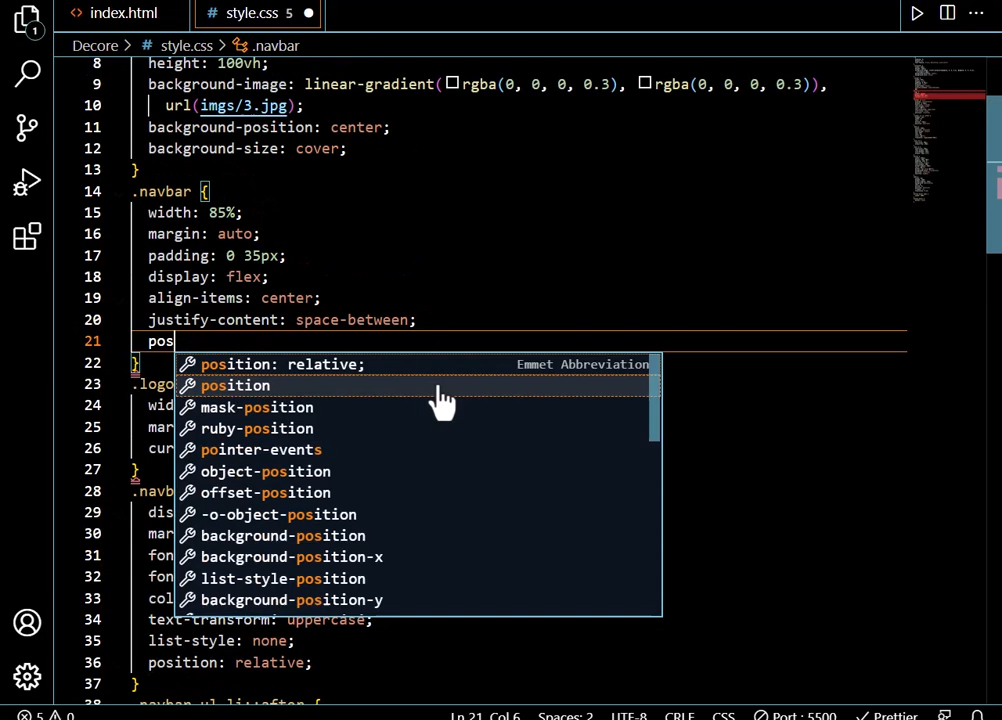 <> index.html # style.css 5 ● ···
1
Decore > # style.css > .navbar
8 height: 100vh;
9 background-image: linear-gradient(rgba(0, 0, 0, 0.3), rgba(0, 0, 0, 0.3)),
10 url(imgs/3.jpg);
11 background-position: center;
12 background-size: cover;
13 }
14 .navbar {
15 width: 85%;
16 margin: auto;
17 padding: 0 35px;
18 display: flex;
19 align-items: center;
20 justify-content: space-between;
21 pos
22 } position: relative; Emmet Abbreviation
23 .logo position
24 wid mask-position
25 mar ruby-position
26 cur pointer-events
27 } object-position
28 .navb offset-position
29 dis -o-object-position
30 mar background-position
31 fon background-position-x
32 fon list-style-position
33 col background-position-y
34 text-transform: uppercase;
35 list-style: none;
36 position: relative;
37 }
38 .navbar ul li::after {
5 0 Ln 21, Col 6 Spaces: 2 UTF-8 CRLF CSS Port : 5500 Prettier